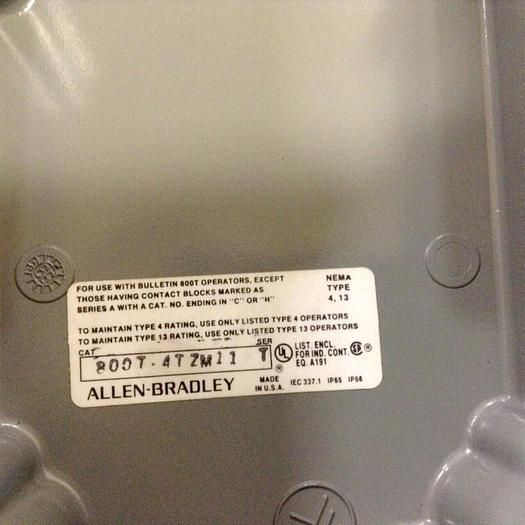 FOR USE WITH BULLETIN 800T OPERATORS, EXCEPT
THOSE HAVING CONTACT BLOCKS MARKED AS
SERIES A WITH A CAT. NO. ENDING IN "C" OR "H"
NEMA
TYPE
4, 13
TO MAINTAIN TYPE 4 RATING, USE ONLY LISTED TYPE 4 OPERATORS
TO MAINTAIN TYPE 13 RATING, USE ONLY LISTED TYPE 13 OPERATORS
CAT SER
800T-4TZM11 T
UL ®
LIST. ENCL.
FOR IND. CONT.
EQ. A191
ALLEN-BRADLEY
MADE
IN U.S.A.
IEC 337.1 IP65 IP66